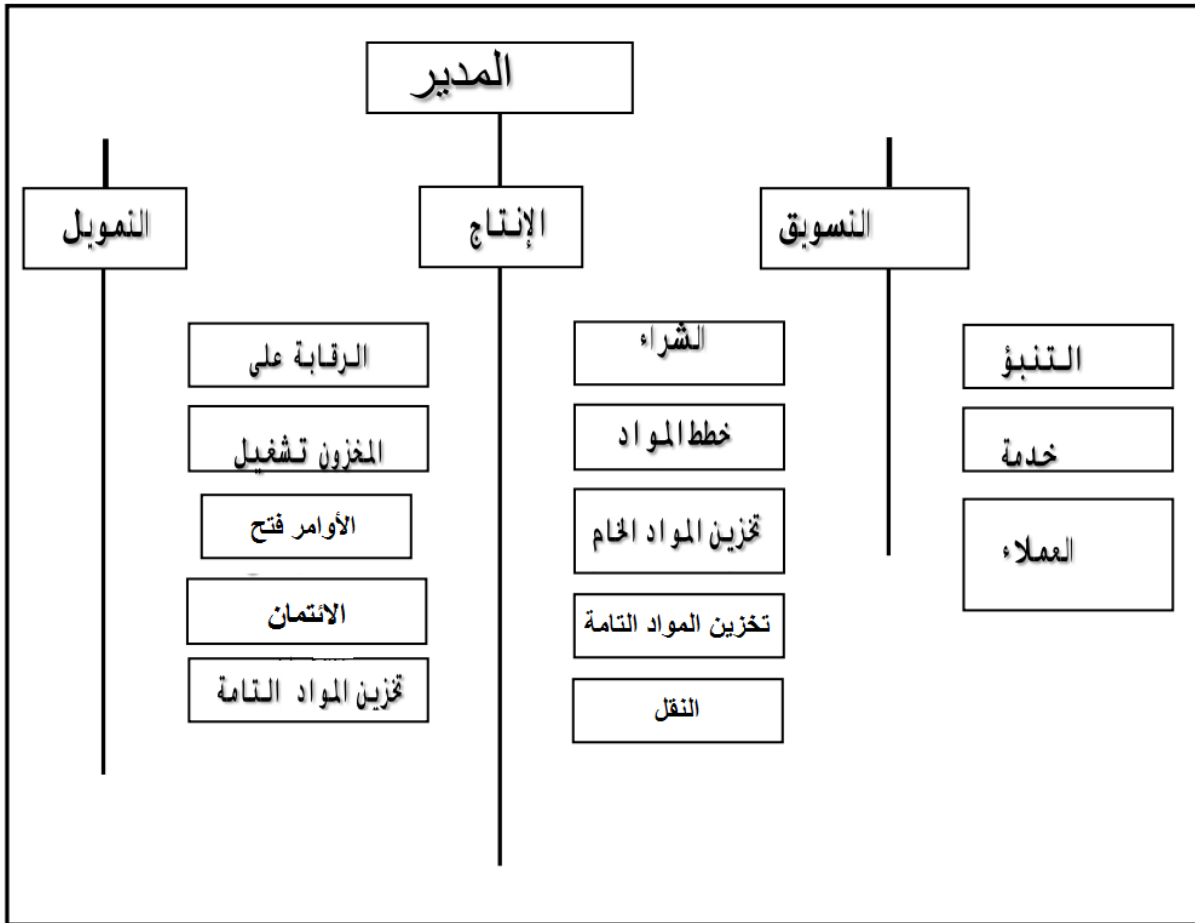 المدير
التسويق
الإنتاج
التمويل
التنبؤ
خدمة
العملاء
الشراء
خطط المواد
تخزين المواد الخام
تخزين المواد التامة
النقل
الرقابة على
المخزون تشغيل
الأوامر فتح
الائتمان
تخزين المواد التامة